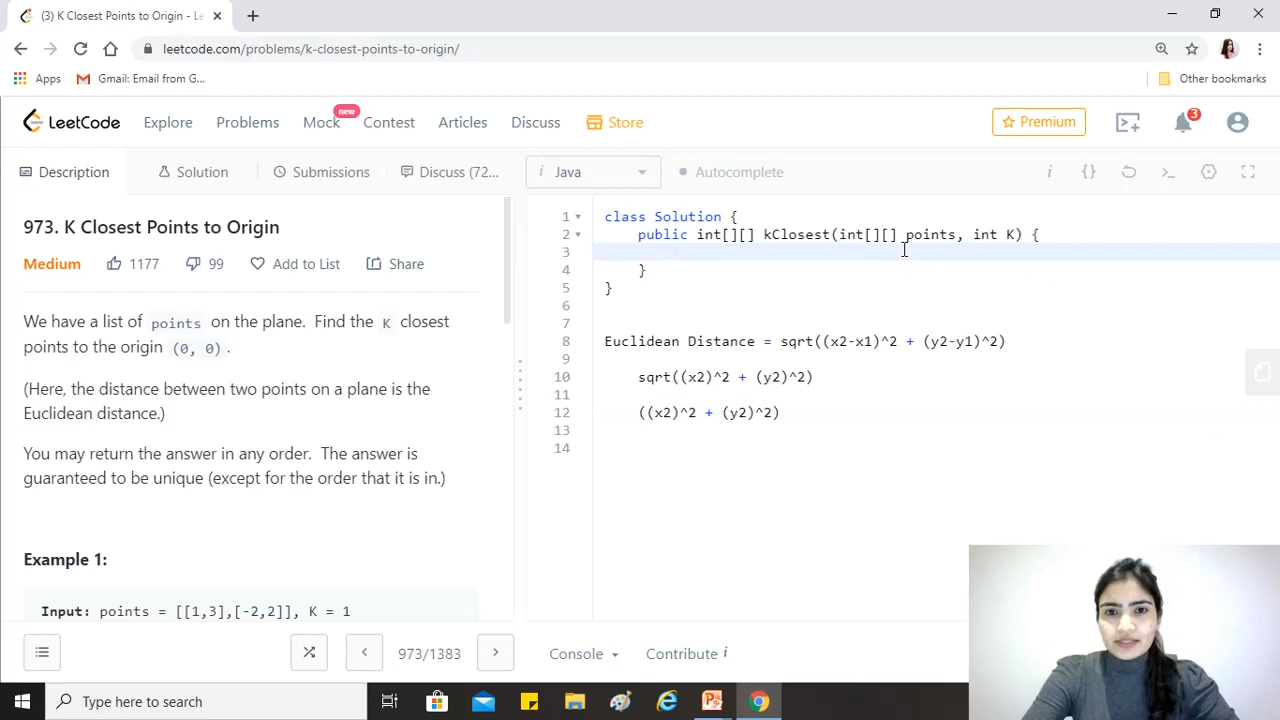 (3) K Closest Points to Origin - Le
leetcode.com/problems/k-closest-points-to-origin/
Apps
Gmail: Email from G...
Other bookmarks
LeetCode
Explore
Problems
Mock
new
Contest
Articles
Discuss
Store
Premium
3
Description
Solution
Submissions
Discuss (72...
i Java
Autocomplete
i {}
973. K Closest Points to Origin
Medium
1177
99
Add to List
Share
We have a list of points on the plane. Find the K closest
points to the origin (0, 0) .
(Here, the distance between two points on a plane is the
Euclidean distance.)
You may return the answer in any order. The answer is
guaranteed to be unique (except for the order that it is in.)
Example 1:
Input: points = [[1,3],[-2,2]], K = 1
1 class Solution {
2 public int[][] kClosest(int[][] points, int K) {
3
4 }
5 }
6
7
8 Euclidean Distance = sqrt((x2-x1)^2 + (y2-y1)^2)
9
10 sqrt((x2)^2 + (y2)^2)
11
12 ((x2)^2 + (y2)^2)
13
14
973/1383
Console
Contribute i
Type here to search